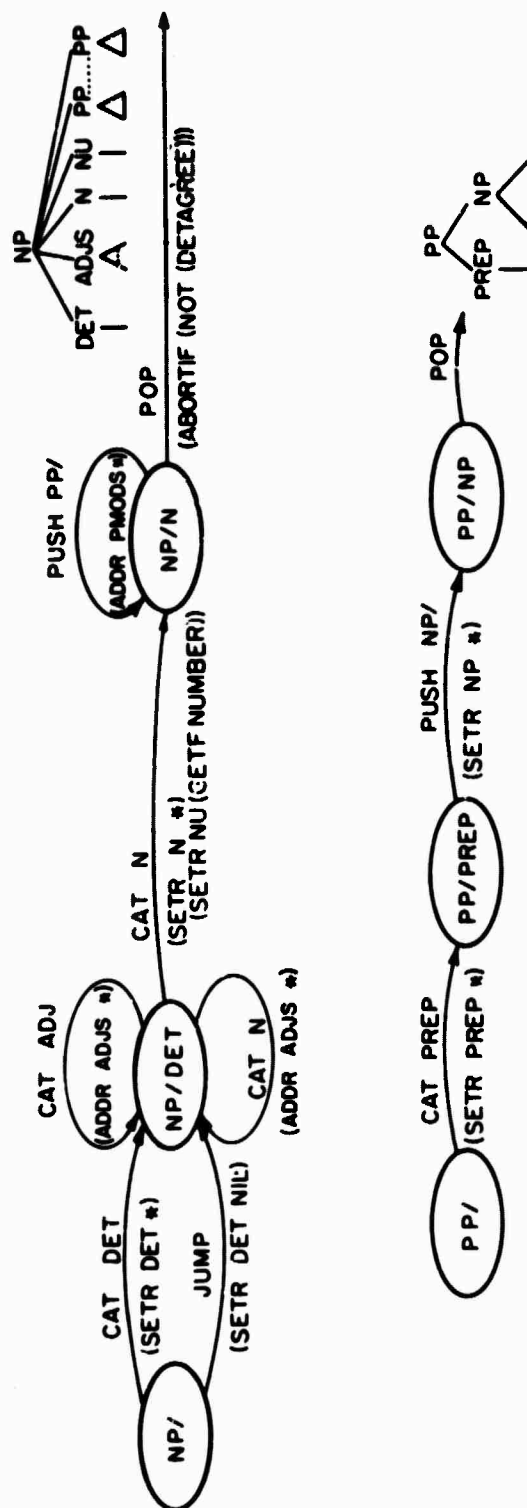 NP
DET ADJS N NU PP......PP
CAT ADJ
(ADDR ADJS *)
PUSH PP/
(ADDR PMODS *)
CAT DET
(SETR DET *)
CAT N
(SETR N *)
(SETR NU (GETF NUMBER))
POP
(ABORTIF (NOT (DETAGREE)))
NP/
NP/DET
NP/N
JUMP
(SETR DET NIL)
CAT N
(ADDR ADJS *)
PP
PREP NP
CAT PREP
(SETR PREP *)
PUSH NP/
(SETR NP *)
POP
PP/
PP/PREP
PP/NP